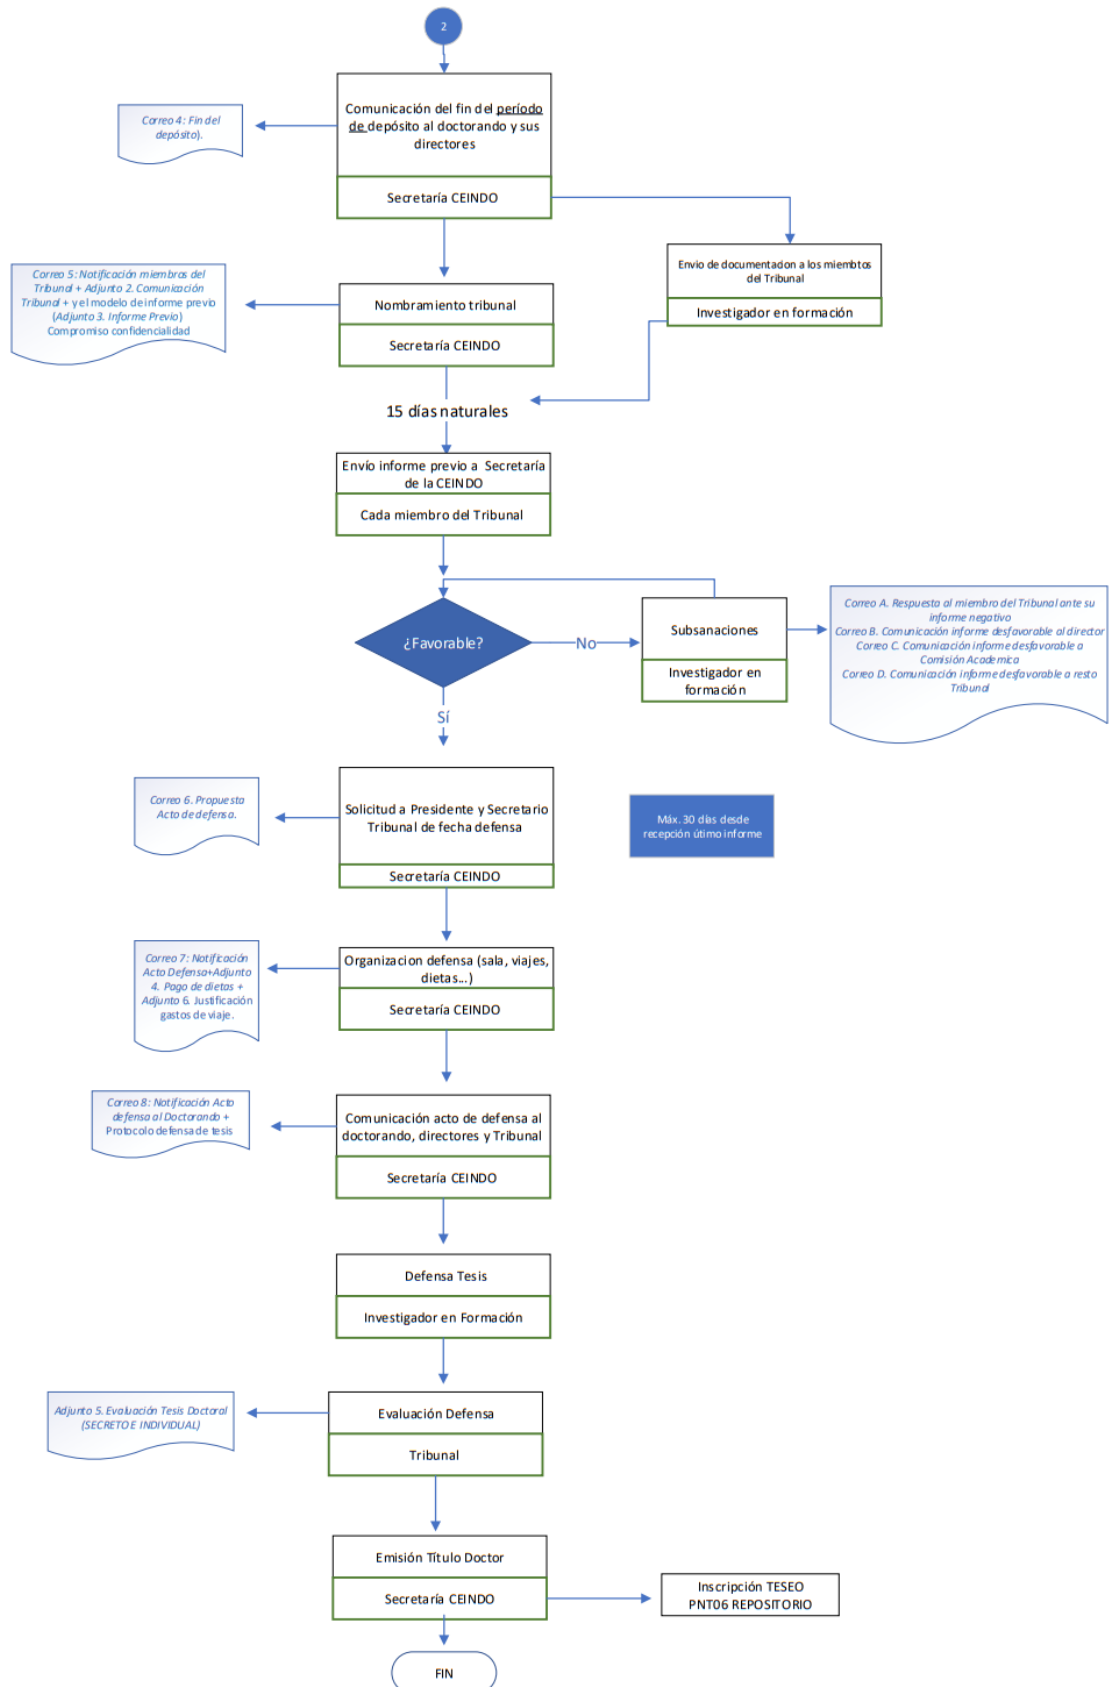 2
Comunicación del fin del período
de depósito al doctorando y sus
directores
Secretaría CEINDO
Correo 4: Fin del
depósito).
Envio de documentacion a los miembtos
del Tribunal
Investigador en formación
Correo 5: Notificación miembros del
Tribunal + Adjunto 2. Comunicación
Tribunal + y el modelo de informe previo
(Adjunto 3. Informe Previo)
Compromiso confidencialidad
Nombramiento tribunal
Secretaría CEINDO
15 días naturales
Envío informe previo a Secretaría
de la CEINDO
Cada miembro del Tribunal
¿Favorable?
No
Subsanaciones
Investigador en
formación
Correo A. Respuesta al miembro del Tribunal ante su
informe negativo
Correo B. Comunicación informe desfavorable al director
Correo C. Comunicación informe desfavorable a
Comisión Academica
Correo D. Comunicación informe desfavorable a resto
Tribunal
Sí
Correo 6. Propuesta
Acto de defensa.
Solicitud a Presidente y Secretario
Tribunal de fecha defensa
Secretaría CEINDO
Máx. 30 días desde
recepción útimo informe
Correo 7: Notificación
Acto Defensa+Adjunto
4. Pago de dietas +
Adjunto 6. Justificación
gastos de viaje.
Organizacion defensa (sala, viajes,
dietas...)
Secretaría CEINDO
Correo 8: Notificación Acto
defensa al Doctorando +
Protocolo defensa de tesis
Comunicación acto de defensa al
doctorando, directores y Tribunal
Secretaría CEINDO
Defensa Tesis
Investigador en Formación
Adjunto 5. Evaluación Tesis Doctoral
(SECRETO E INDIVIDUAL)
Evaluación Defensa
Tribunal
Emisión Título Doctor
Secretaría CEINDO
Inscripción TESEO
PNT06 REPOSITORIO
FIN